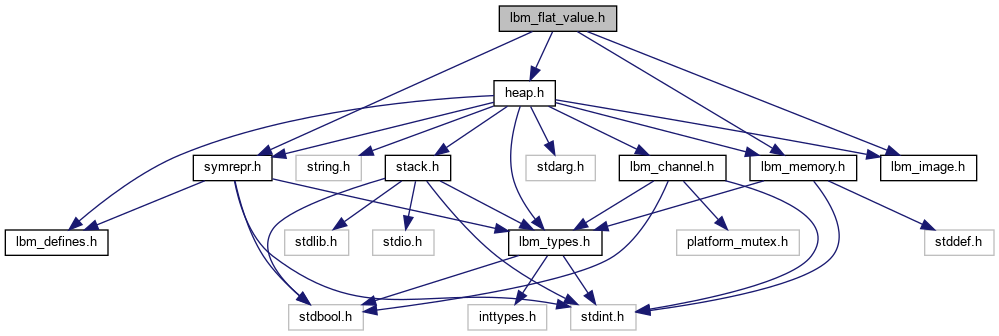 lbm_flat_value.h
heap.h
symrepr.h
string.h
stack.h
stdarg.h
lbm_channel.h
lbm_memory.h
lbm_image.h
lbm_defines.h
stdlib.h
stdio.h
lbm_types.h
platform_mutex.h
stddef.h
stdbool.h
inttypes.h
stdint.h